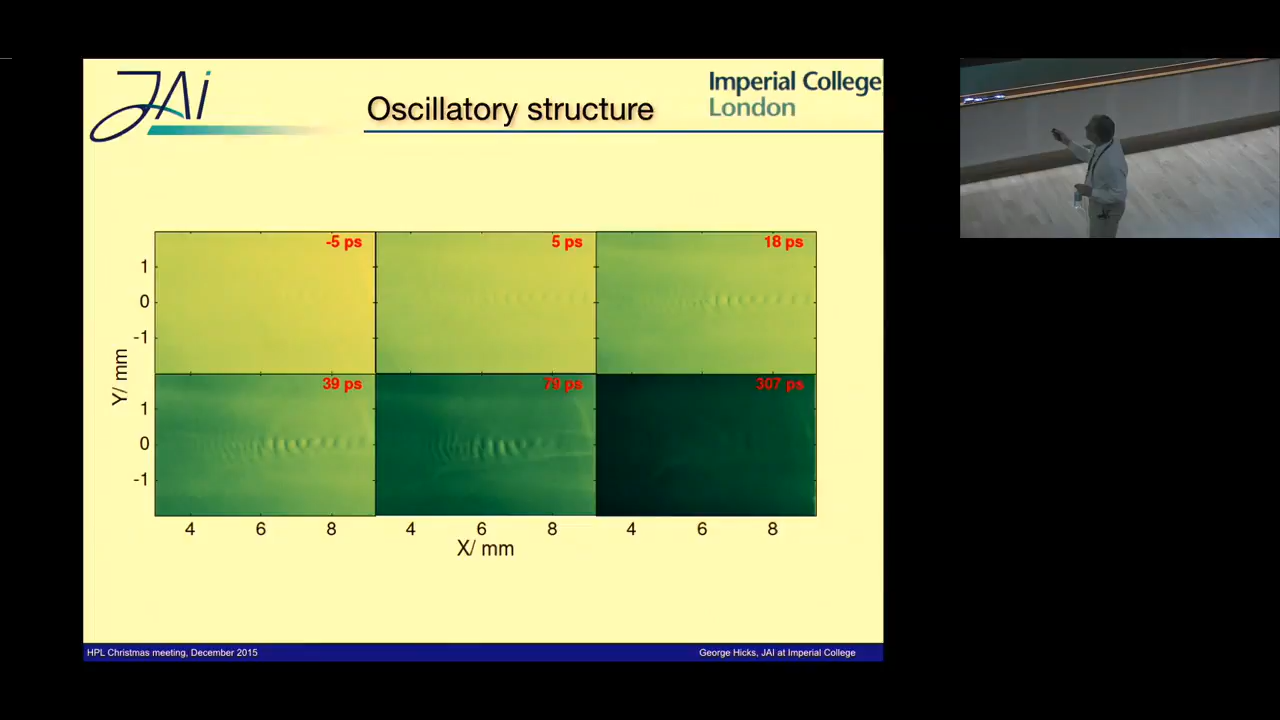 JAi
Imperial College
London
Oscillatory structure
-5 ps
5 ps
18 ps
1
0
-1
39 ps
79 ps
307 ps
1
0
-1
Y/ mm
4 6 8 4 6 8 4 6 8
X/ mm
HPL Christmas meeting, December 2015
George Hicks, JAI at Imperial College